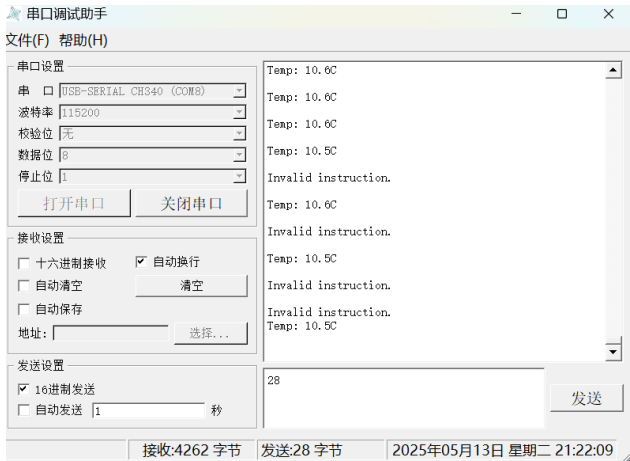 串口调试助手
文件(F) 帮助(H)
串口设置
串 口 USB-SERIAL CH340 (COM8)
波特率 115200
校验位 无
数据位 8
停止位 1
打开串口 关闭串口
接收设置
十六进制接收 自动换行
自动清空 清空
自动保存
地址: 选择...
发送设置
16进制发送
自动发送 1 秒
Temp: 10.6C
Temp: 10.6C
Temp: 10.6C
Temp: 10.5C
Invalid instruction.
Temp: 10.6C
Invalid instruction.
Temp: 10.5C
Invalid instruction.
Invalid instruction.
Temp: 10.5C
28
发送
接收:4262 字节 发送:28 字节 2025年05月13日 星期二 21:22:09